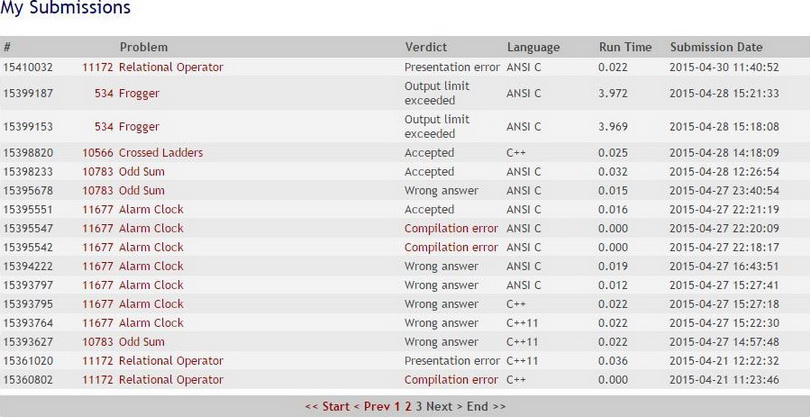 My Submissions
# Problem Verdict Language Run Time Submission Date
15410032 11172 Relational Operator Presentation error ANSI C 0.022 2015-04-30 11:40:52
15399187 534 Frogger Output limit exceeded ANSI C 3.972 2015-04-28 15:21:33
15399153 534 Frogger Output limit exceeded ANSI C 3.969 2015-04-28 15:18:08
15398820 10566 Crossed Ladders Accepted C++ 0.025 2015-04-28 14:18:09
15398233 10783 Odd Sum Accepted ANSI C 0.032 2015-04-28 12:26:54
15395678 10783 Odd Sum Wrong answer ANSI C 0.015 2015-04-27 23:40:54
15395551 11677 Alarm Clock Accepted ANSI C 0.016 2015-04-27 22:21:19
15395547 11677 Alarm Clock Compilation error ANSI C 0.000 2015-04-27 22:20:09
15395542 11677 Alarm Clock Compilation error ANSI C 0.000 2015-04-27 22:18:17
15394222 11677 Alarm Clock Wrong answer ANSI C 0.019 2015-04-27 16:43:51
15393797 11677 Alarm Clock Wrong answer ANSI C 0.012 2015-04-27 15:27:41
15393795 11677 Alarm Clock Wrong answer C++ 0.022 2015-04-27 15:27:18
15393764 11677 Alarm Clock Wrong answer C++11 0.022 2015-04-27 15:22:30
15393627 10783 Odd Sum Wrong answer C++11 0.022 2015-04-27 14:57:48
15361020 11172 Relational Operator Presentation error C++11 0.036 2015-04-21 12:22:32
15360802 11172 Relational Operator Compilation error C++ 0.000 2015-04-21 11:23:46
<< Start < Prev 1 2 3 Next > End >>